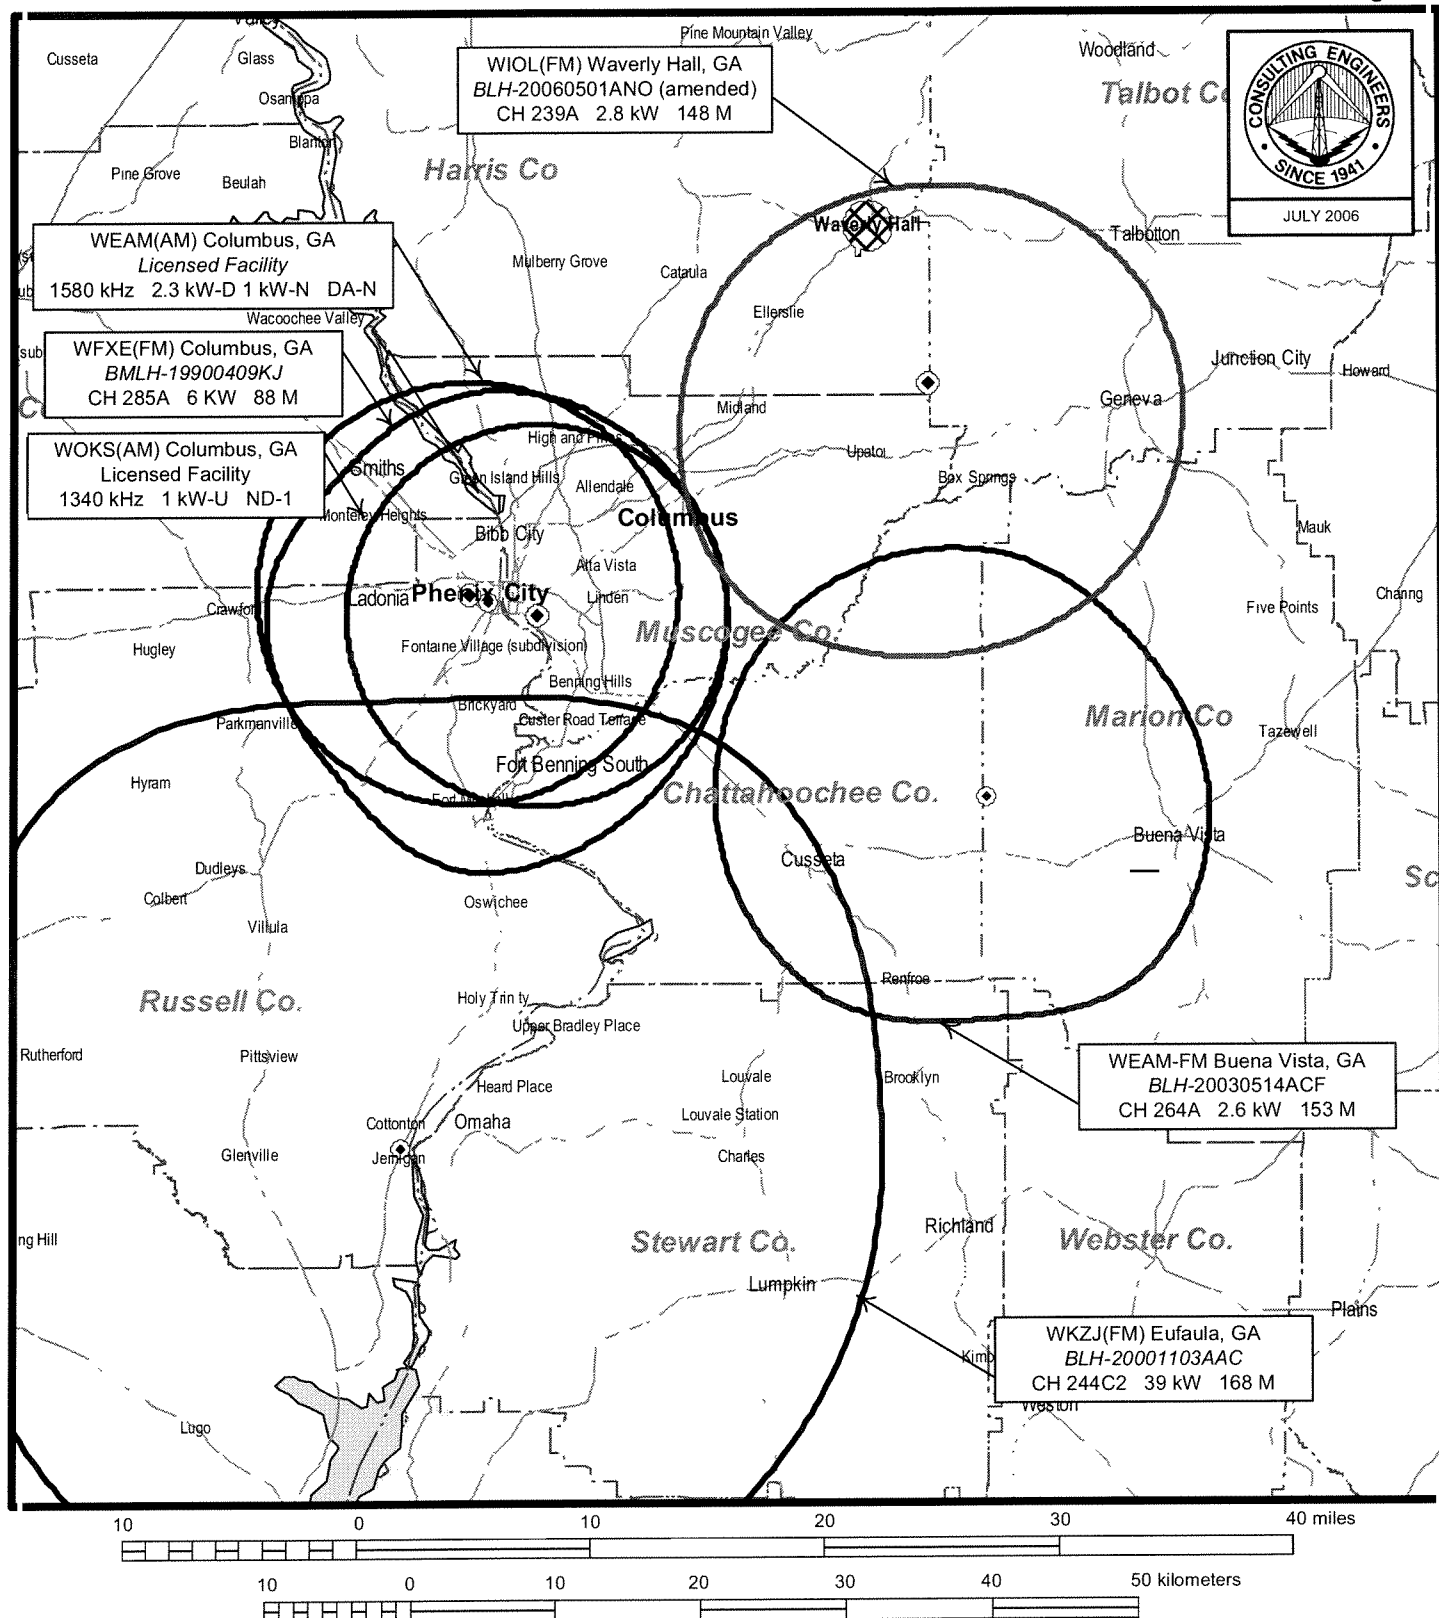 Valley
Pine Mountain Valley
Woodland
Cusseta
Glass
WIOL(FM) Waverly Hall, GA
BLH-20060501ANO (amended)
CH 239A 2.8 kW 148 M
Talbot Co
CONSULTING ENGINEERS
SINCE 1941
JULY 2006
Osanippa
Blanton
Harris Co
Pine Grove
Beulah
Waverly Hall
Talbotton
WEAM(AM) Columbus, GA
Licensed Facility
1580 kHz 2.3 kW-D 1 kW-N DA-N
Mulberry Grove
Cataula
Ellerslie
Wacoochee Valley
WFXE(FM) Columbus, GA
BMLH-19900409KJ
CH 285A 6 KW 88 M
Junction City
Howard
Geneva
Midland
WOKS(AM) Columbus, GA
Licensed Facility
1340 kHz 1 kW-U ND-1
High and Pines
Upatoi
Smiths
Green Island Hills
Allendale
Box Springs
Monterey Heights
Columbus
Bibb City
Mauk
Alta Vista
Phenix City
Ladonia
Linden
Crawford
Five Points
Charing
Muscogee Co.
Hugley
Fontaine Village (subdivision)
Benning Hills
Brickyard
Custer Road Terrace
Parkmanville
Marion Co
Tazewell
Fort Benning South
Hyram
Chattahoochee Co.
Fort Mitchell
Buena Vista
Cusseta
Dudleys
Colbert
Oswichee
Sc
Villula
Renfroe
Russell Co.
Holy Trinity
Upper Bradley Place
Rutherford
Pittsview
WEAM-FM Buena Vista, GA
BLH-20030514ACF
CH 264A 2.6 kW 153 M
Heard Place
Louvale
Brooklyn
Cottonton
Omaha
Louvale Station
Glenville
Jernigan
Charles
Richland
ng Hill
Stewart Co.
Webster Co.
Lumpkin
Plains
WKZJ(FM) Eufaula, GA
BLH-20001103AAC
CH 244C2 39 kW 168 M
Kimb
Weston
Lugo
10 0 10 20 30 40 miles
10 0 10 20 30 40 50 kilometers